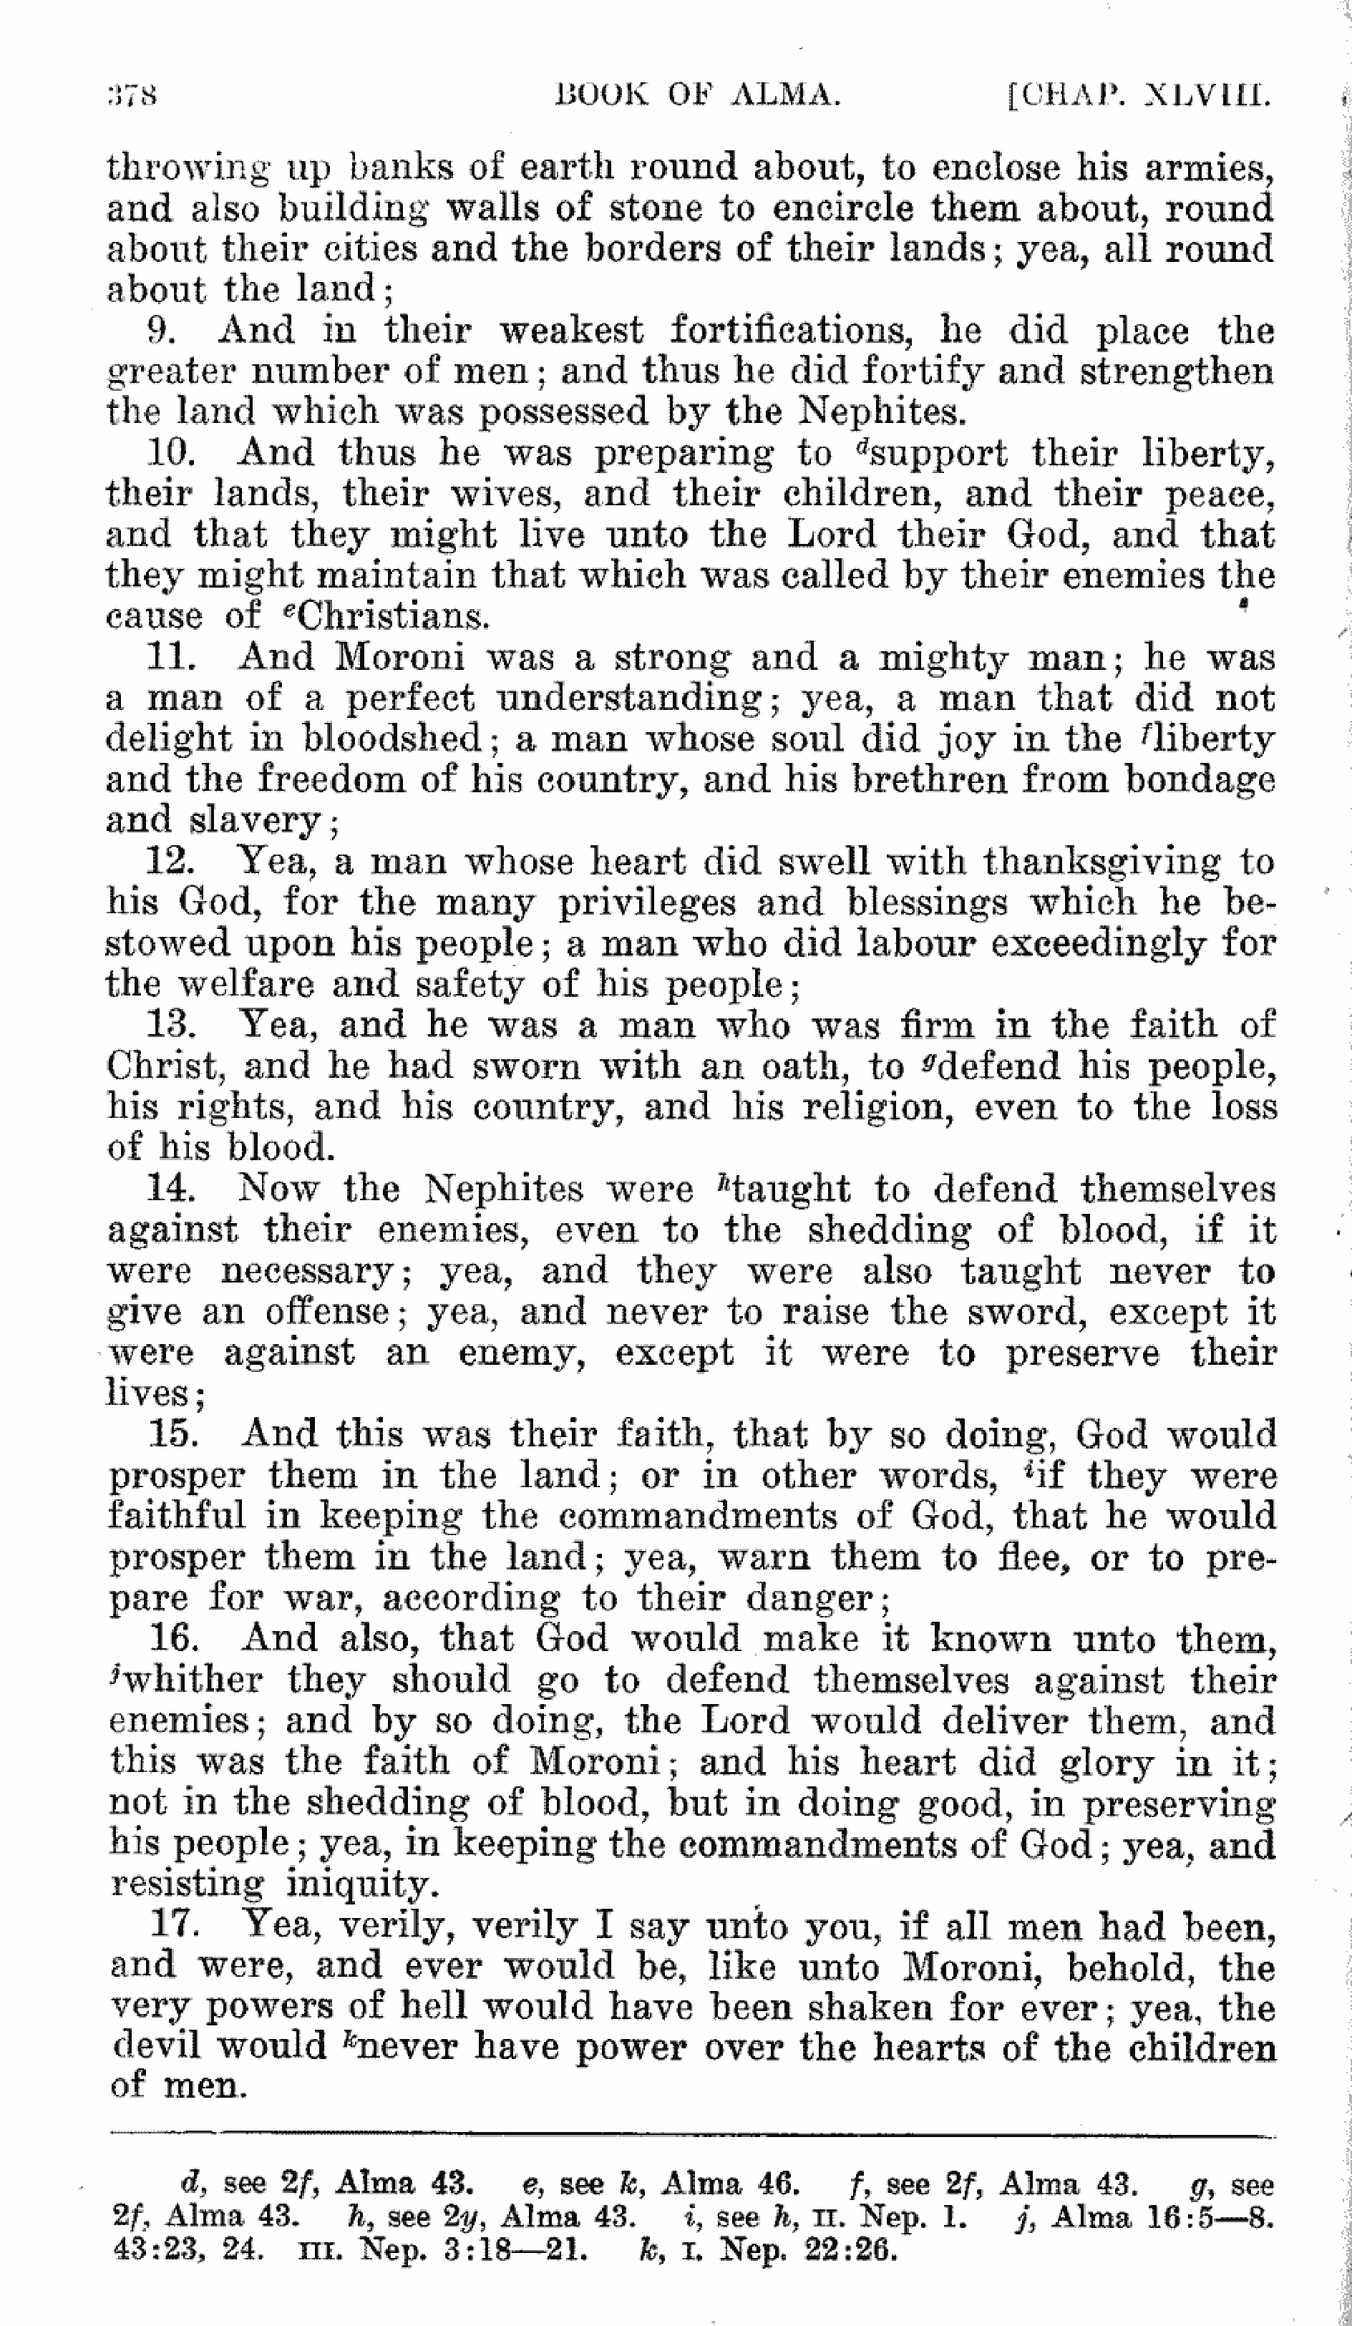 378 BOOK OF ALMA. [CHAP. XLVIII.
throwing up banks of earth round about, to enclose his armies,
and also building walls of stone to encircle them about, round
about their cities and the borders of their lands; yea, all round
about the land;
9. And in their weakest fortifications, he did place the
greater number of men; and thus he did fortify and strengthen
the land which was possessed by the Nephites.
10. And thus he was preparing to dsupport their liberty,
their lands, their wives, and their children, and their peace,
and that they might live unto the Lord their God, and that
they might maintain that which was called by their enemies the
cause of eChristians.
11. And Moroni was a strong and a mighty man; he was
a man of a perfect understanding; yea, a man that did not
delight in bloodshed; a man whose soul did joy in the fliberty
and the freedom of his country, and his brethren from bondage
and slavery;
12. Yea, a man whose heart did swell with thanksgiving to
his God, for the many privileges and blessings which he be-
stowed upon his people; a man who did labour exceedingly for
the welfare and safety of his people;
13. Yea, and he was a man who was firm in the faith of
Christ, and he had sworn with an oath, to gdefend his people,
his rights, and his country, and his religion, even to the loss
of his blood.
14. Now the Nephites were htaught to defend themselves
against their enemies, even to the shedding of blood, if it
were necessary; yea, and they were also taught never to
give an offense; yea, and never to raise the sword, except it
were against an enemy, except it were to preserve their
lives;
15. And this was their faith, that by so doing, God would
prosper them in the land; or in other words, iif they were
faithful in keeping the commandments of God, that he would
prosper them in the land; yea, warn them to flee, or to pre-
pare for war, according to their danger;
16. And also, that God would make it known unto them,
jwhither they should go to defend themselves against their
enemies; and by so doing, the Lord would deliver them, and
this was the faith of Moroni; and his heart did glory in it;
not in the shedding of blood, but in doing good, in preserving
his people; yea, in keeping the commandments of God; yea, and
resisting iniquity.
17. Yea, verily, verily I say unto you, if all men had been,
and were, and ever would be, like unto Moroni, behold, the
very powers of hell would have been shaken for ever; yea, the
devil would knever have power over the hearts of the children
of men.
d, see 2f, Alma 43. e, see k, Alma 46. f, see 2f, Alma 43. g, see
2f, Alma 43. h, see 2y, Alma 43. i, see h, II. Nep. 1. j, Alma 16:5—8.
43:23, 24. III. Nep. 3:18—21. k, I. Nep. 22:26.